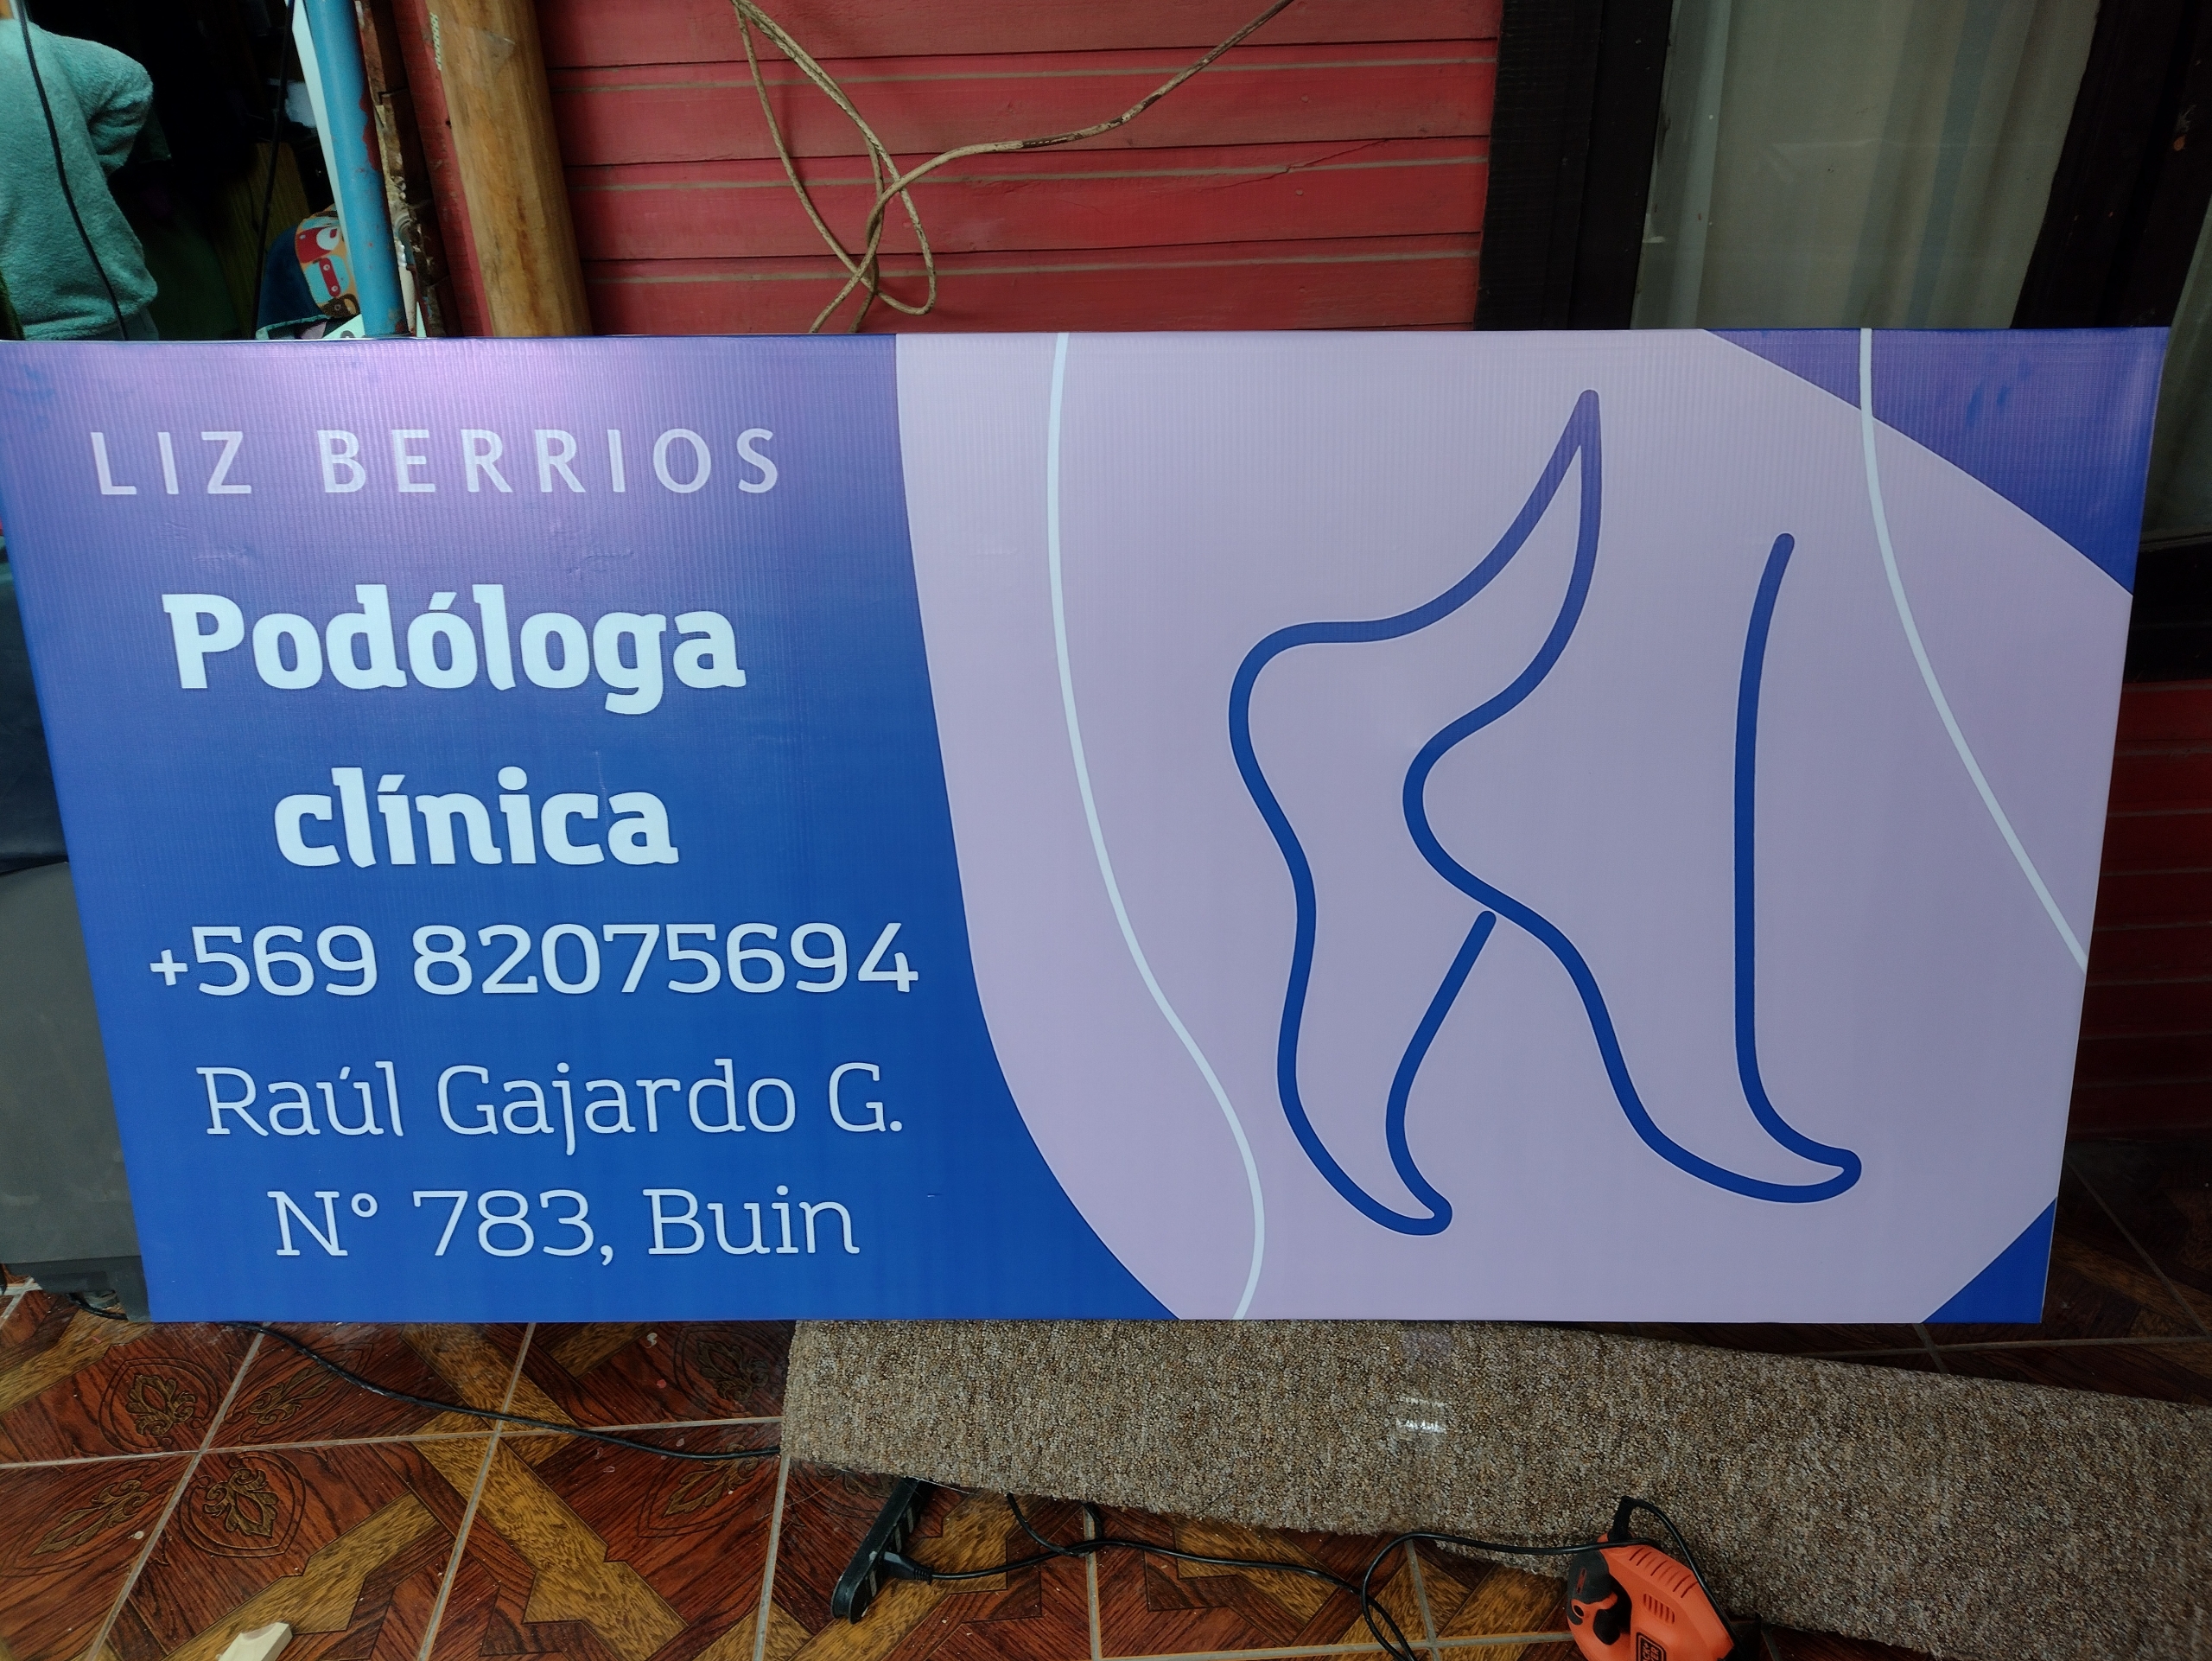 LIZ BERRIOS
Podóloga
clínica
+569 82075694
Raúl Gajardo G.
N° 783, Buin